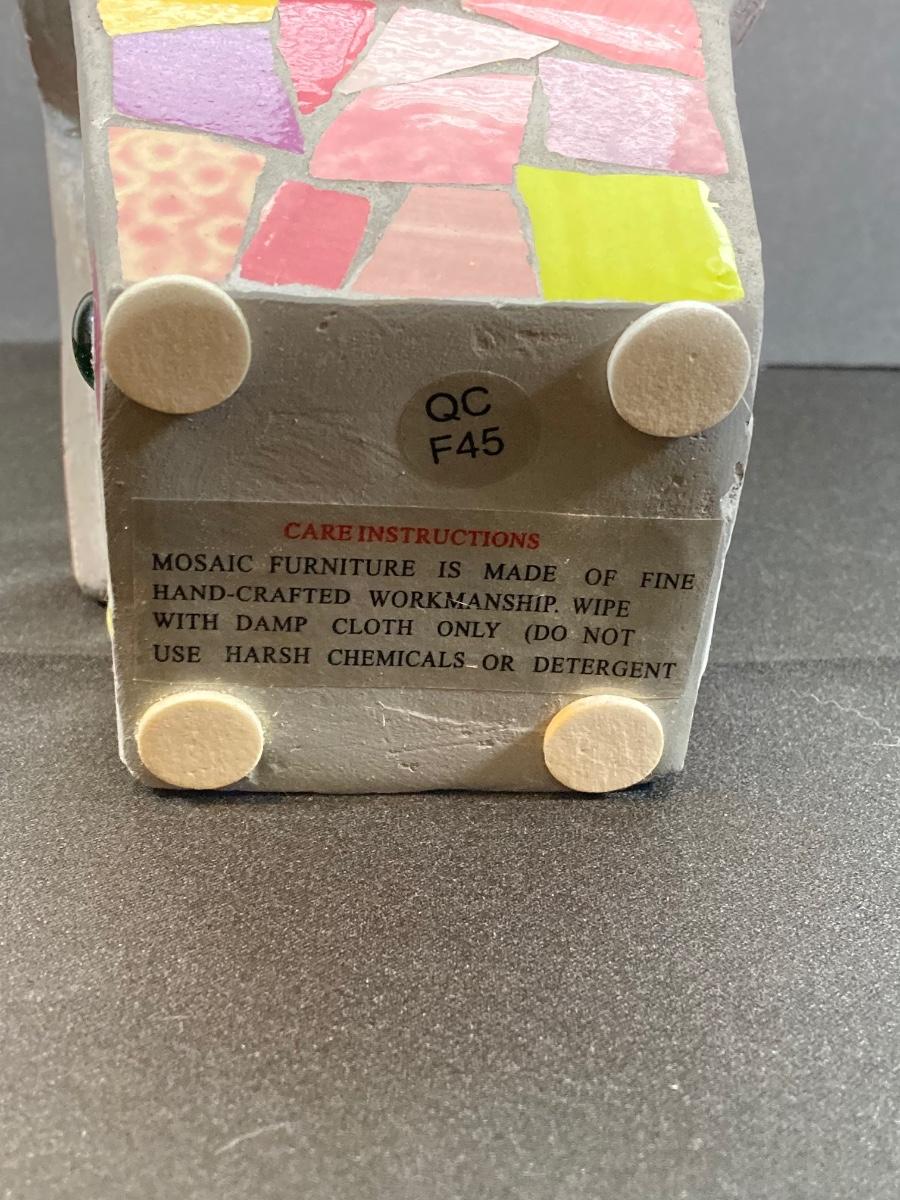 QC
F45
CARE INSTRUCTIONS
MOSAIC FURNITURE IS MADE OF FINE
HAND-CRAFTED WORKMANSHIP. WIPE
WITH DAMP CLOTH ONLY (DO NOT
USE HARSH CHEMICALS OR DETERGENT